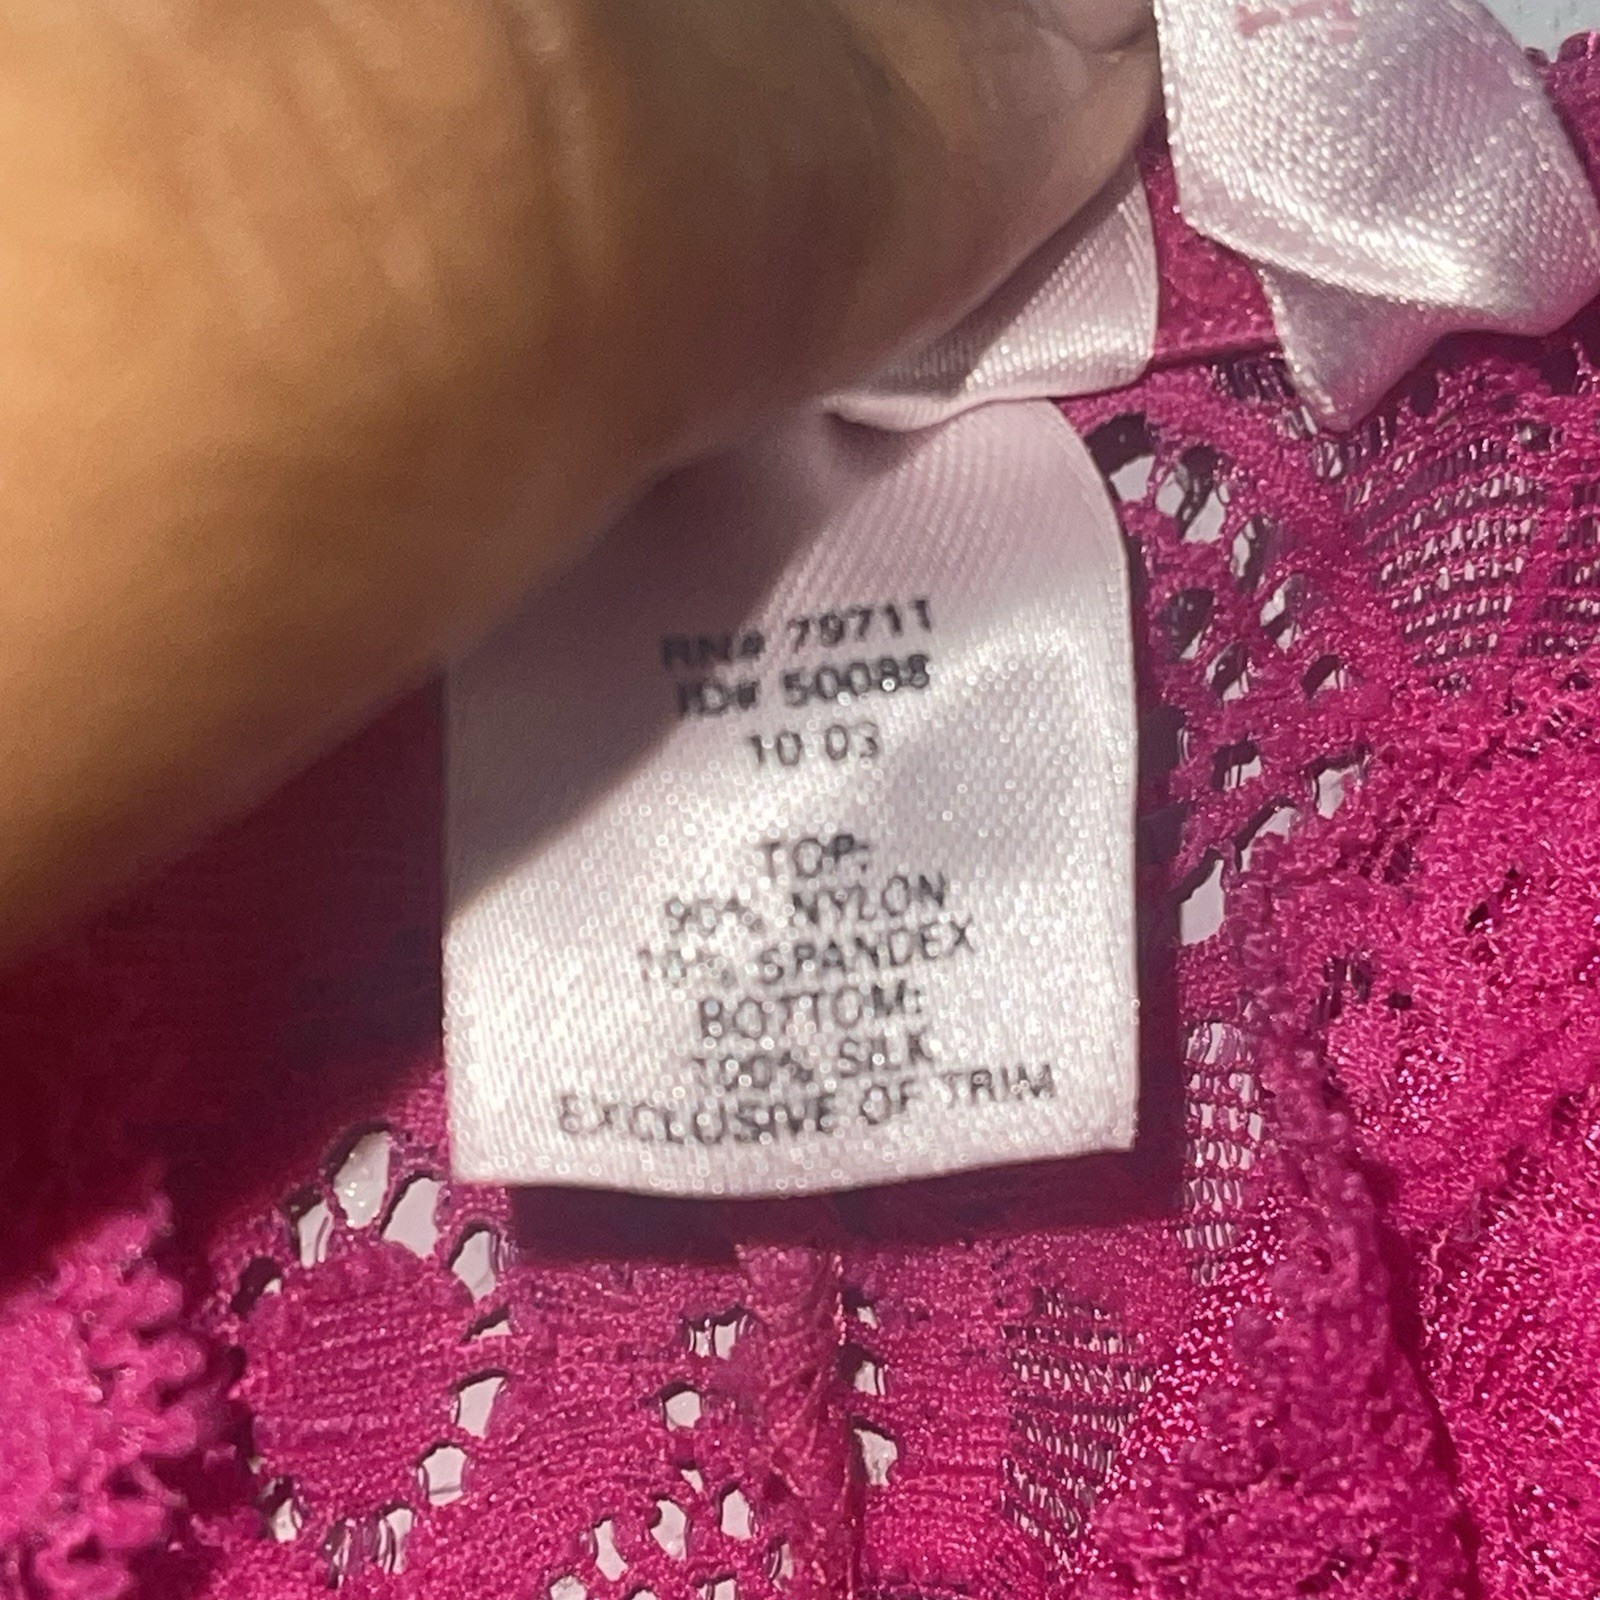 RN# 79711
ID# 50088
10 03
TOP:
90% NYLON
10% SPANDEX
BOTTOM:
100% SILK
EXCLUSIVE OF TRIM